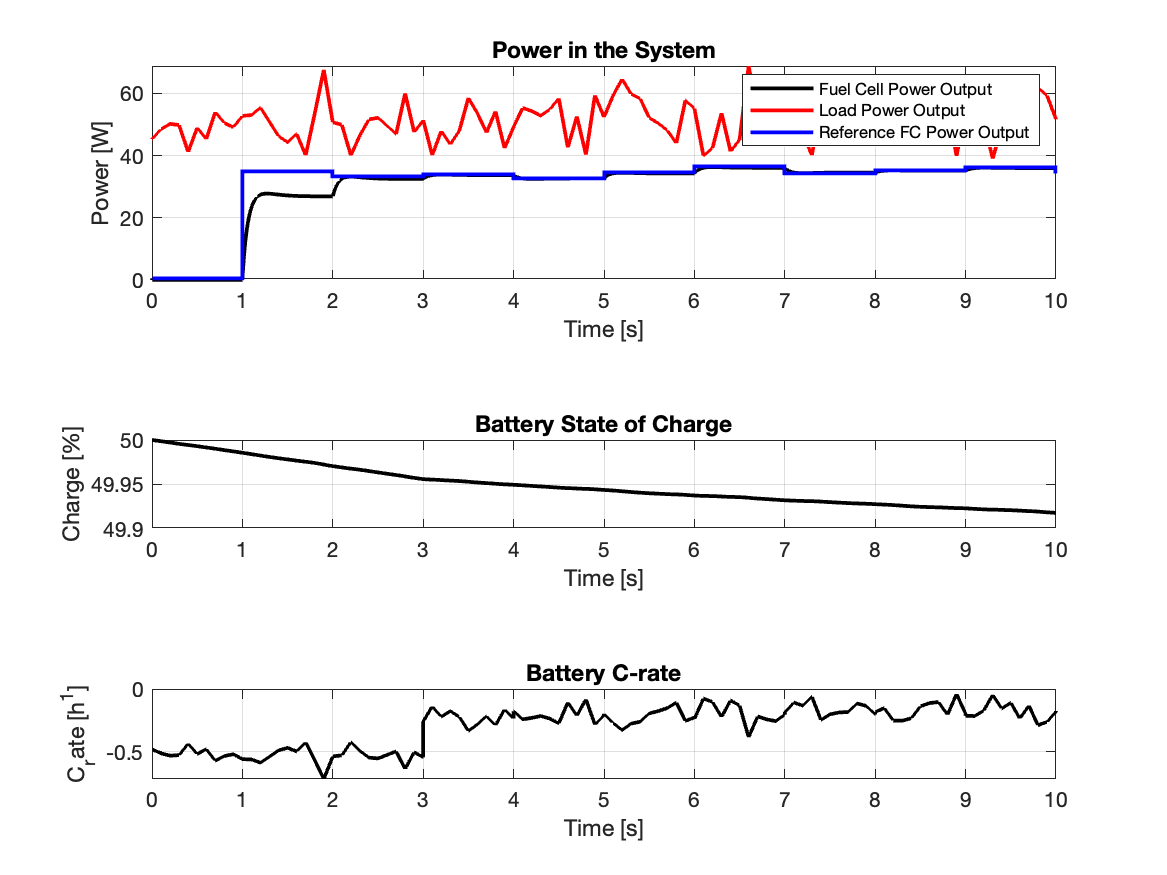 Power in the System
Power [W]
60
40
20
0
Fuel Cell Power Output
Load Power Output
Reference FC Power Output
0 1 2 3 4 5 6 7 8 9 10
Time [s]
Battery State of Charge
Charge [%]
50
49.95
49.9
0 1 2 3 4 5 6 7 8 9 10
Time [s]
Battery C-rate
C_rate [h^1]
0
-0.5
0 1 2 3 4 5 6 7 8 9 10
Time [s]